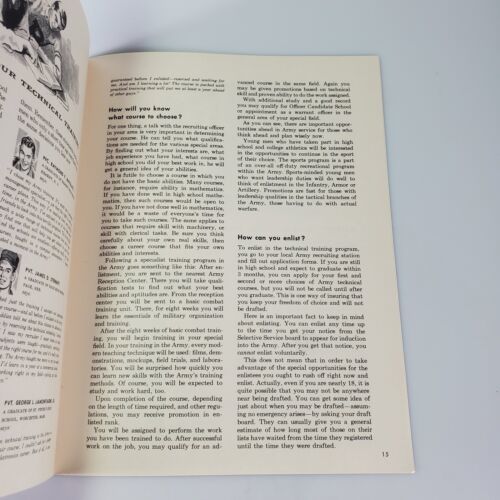 UR TECHNICAL
PVT. JAMES D. 
A GRADUATE OF
PVT. GEORGE I.
A GRADUATE OF ST. PETER'S
SCHOOL, WORCESTER, MASS.
guaranteed before I enlisted—reserved and waiting for
me. And am I learning a lot! The course is packed with
practical training that will put me at least a year ahead
of other guys."
How will you know
what course to choose?
For one thing, a talk with the recruiting officer
in your area is very important in determining
your course. He can tell you what qualifica-
tions are needed for the various special areas.
By finding out what your interests are, what
job experience you have had, what course in
high school you did your best work in, he will
get a general idea of your abilities.
It is futile to choose a course in which you
do not have the basic abilities. Many courses,
for instance, require ability in mathematics.
If you have done well in high school mathe-
matics, then such courses would be open to
you. If you have not done well in mathematics,
it would be a waste of everyone's time for
you to take such courses. The same applies to
courses that require skill with machinery, or
skill with clerical tasks. Be sure you think
carefully about your own real skills, then
choose a career course that fits your own
abilities and interests.
Following a specialist training program in
the Army goes something like this: After en-
listment, you are sent to the nearest Army
Reception Center. There you will take quali-
fication tests to find out what your best
abilities and aptitudes are. From the reception
center you will be sent to a basic combat
training unit. There, for eight weeks you will
learn the essentials of military organization
and training.
After the eight weeks of basic combat train-
ing, you will begin training in your special
field. In your training in the Army, every mod-
ern teaching technique will be used: films, dem-
onstrations, mockups, field trials, and labora-
tories. You will be surprised how quickly you
can learn new skills with the Army's training
methods. Of course, you will be expected to
study and work hard, too.
Upon completion of the course, depending
on the length of time required, and other regu-
lations, you may receive promotion in en-
listed rank.
You will be assigned to perform the work
you have been trained to do. After successful
work on the job, you may qualify for an ad-
vanced course in the same field. Again you
may be given promotions based on technical
skill and proven ability to do the work assigned.
With additional study and a good record
you may qualify for Officer Candidate School
or appointment as a warrant officer in the
general area of your special field.
As you can see, there are important oppor-
tunities ahead in Army service for those who
think ahead and plan wisely now.
Young men who have taken part in high
school and college athletics will be interested
in the opportunities to continue in the sport
of their choice. The sports program is a part
of an over-all off-duty recreational program
within the Army. Sports-minded young men
who want leadership duties will do well to
think of enlistment in the Infantry, Armor or
Artillery. Promotions are fast for those with
leadership qualities in the tactical branches of
the Army, those having to do with actual
warfare.
How can you enlist?
To enlist in the technical training program,
you go to your local Army recruiting station
and fill out application forms. If you are still
in high school and expect to graduate within
3 months, you can apply for your first and
second or more choices of Army technical
courses, but you will not be called until after
you graduate. This is one way of insuring that
you keep your freedom of choice and will not
be drafted.
Here is an important fact to keep in mind
about enlisting. You can enlist any time up
to the time you get your notice from the
Selective Service board to appear for induction
into the Army. After you get that notice, you
cannot enlist voluntarily.
This does not mean that in order to take
advantage of the special opportunities for the
enlistees you ought to rush off right now and
enlist. Actually, even if you are nearly 18, it is
quite possible that you may not be anywhere
near being drafted. You can get some idea of
just about when you may be drafted—assum-
ing no emergency arises—by asking your draft
board. They can usually give you a general
estimate of how long most of those on their
lists have waited from the time they registered
until the time they were drafted.
15